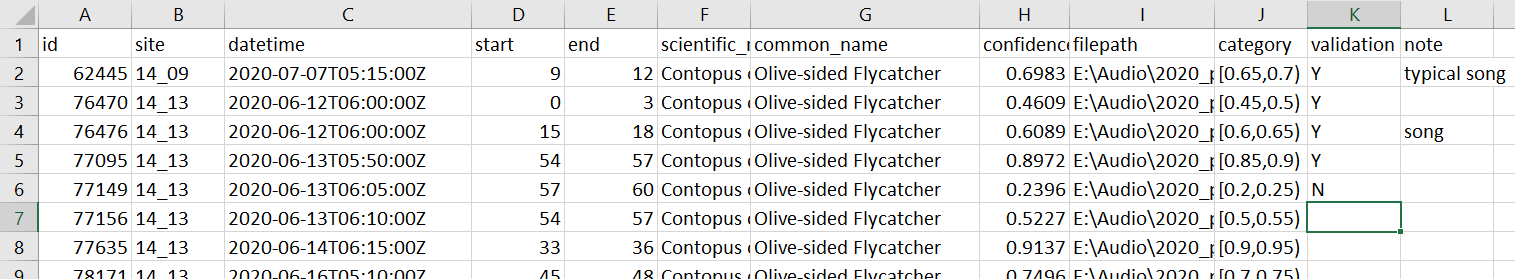 A B C D E F G H I J K L
1 id site datetime start end scientific_ common_name confidence filepath category validation note
2 62445 14_09 2020-07-07T05:15:00Z 9 12 Contopus Olive-sided Flycatcher 0.6983 E:\Audio\2020_ [0.65,0.7) Y typical song
3 76470 14_13 2020-06-12T06:00:00Z 0 3 Contopus Olive-sided Flycatcher 0.4609 E:\Audio\2020_ [0.45,0.5) Y
4 76476 14_13 2020-06-12T06:00:00Z 15 18 Contopus Olive-sided Flycatcher 0.6089 E:\Audio\2020_ [0.6,0.65) Y song
5 77095 14_13 2020-06-13T05:50:00Z 54 57 Contopus Olive-sided Flycatcher 0.8972 E:\Audio\2020_ [0.85,0.9) Y
6 77149 14_13 2020-06-13T06:05:00Z 57 60 Contopus Olive-sided Flycatcher 0.2396 E:\Audio\2020_ [0.2,0.25) N
7 77156 14_13 2020-06-13T06:10:00Z 54 57 Contopus Olive-sided Flycatcher 0.5227 E:\Audio\2020_ [0.5,0.55)
8 77635 14_13 2020-06-14T06:15:00Z 33 36 Contopus Olive-sided Flycatcher 0.9137 E:\Audio\2020_ [0.9,0.95)
9 78171 14_13 2020-06-16T05:10:00Z 45 48 Contopus Olive-sided Flycatcher 0.7496 E:\Audio\2020_ [0.7,0.75)